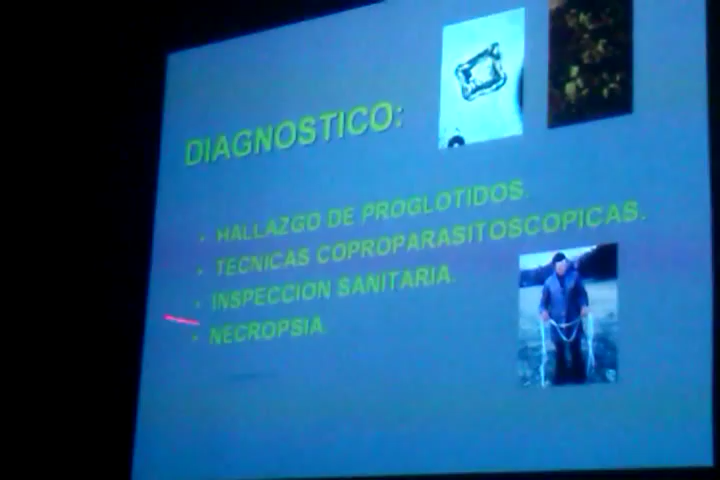 DIAGNOSTICO:
• HALLAZGO DE PROGLOTIDOS.
• TECNICAS COPROPARASITOSCOPICAS.
• INSPECCION SANITARIA.
• NECROPSIA.